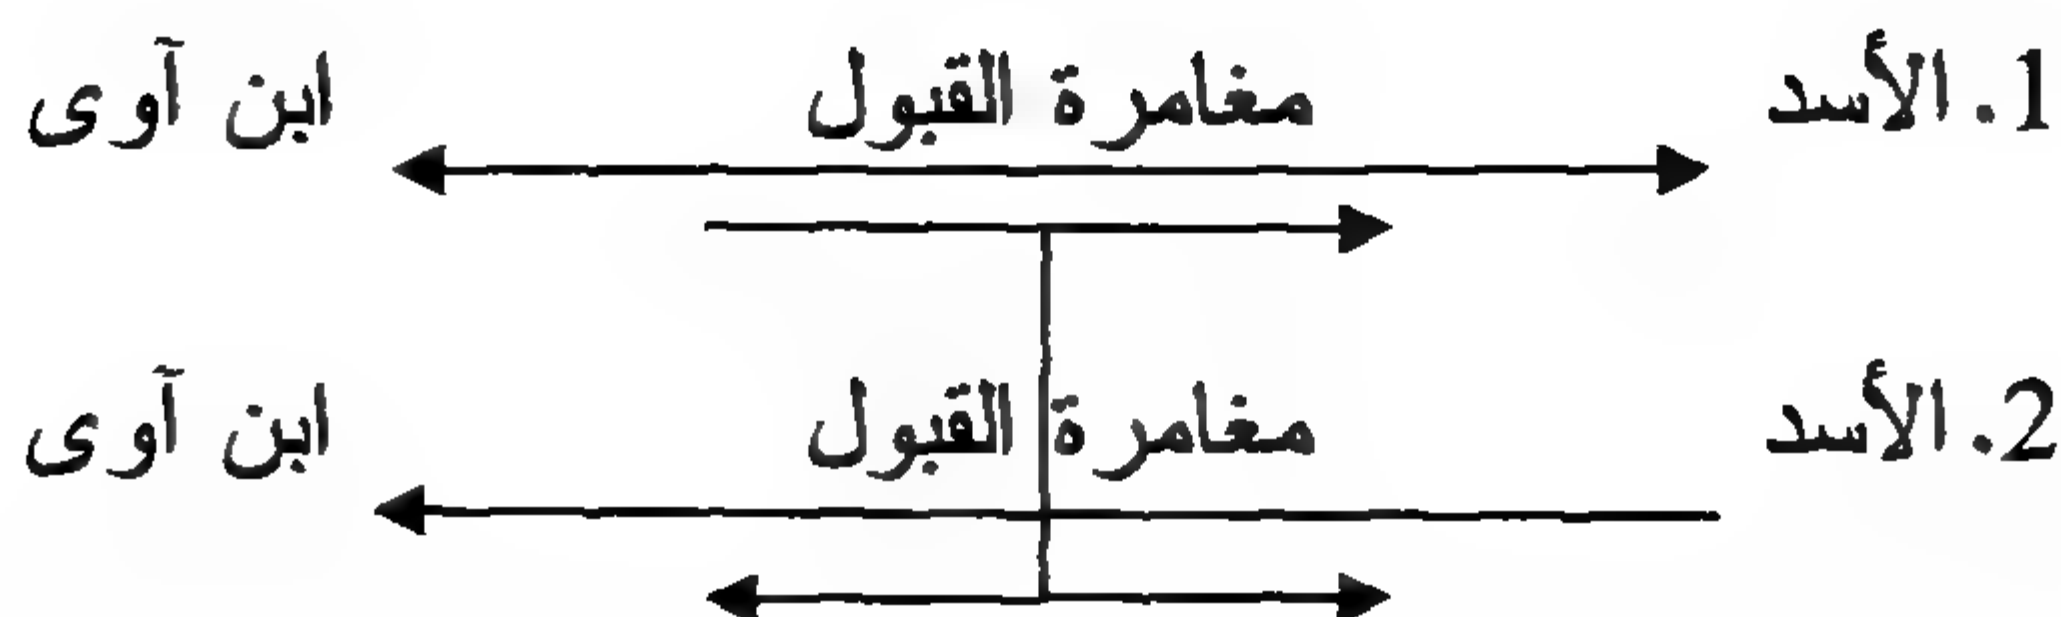 1. الأسد مغامرة القبول ابن آوى
2. الأسد مغامرة القبول ابن آوى